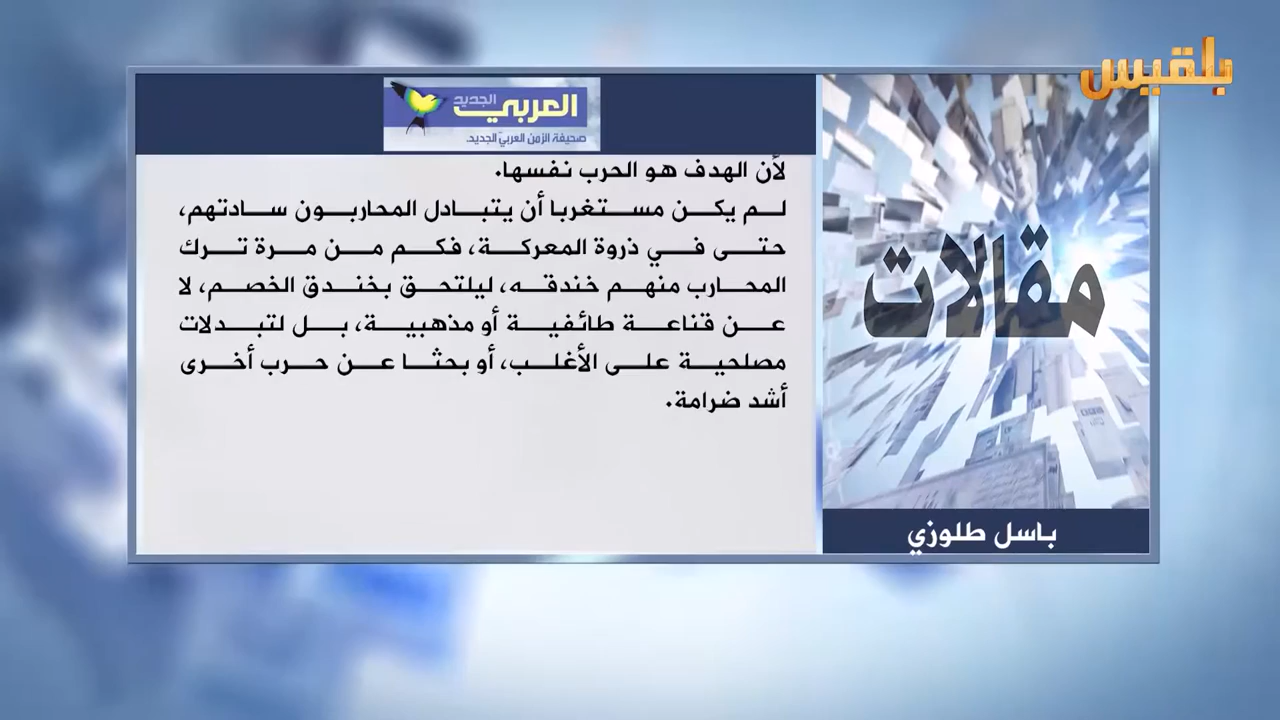 بلقيس
العربي الجديد
صحيفة الزمن العربيّ الجديد.
لأن الهدف هو الحرب نفسها.
لم يكن مستغربا أن يتبادل المحاربون سادتهم،
حتى في ذروة المعركة، فكم من مرة ترك
المحارب منهم خندقه، ليلتحق بخندق الخصم، لا
عن قناعة طائفية أو مذهبية، بل لتبدلات
مصلحية على الأغلب، أو بحثا عن حرب أخرى
أشد ضرامة.
مقالات
باسل طلوزي